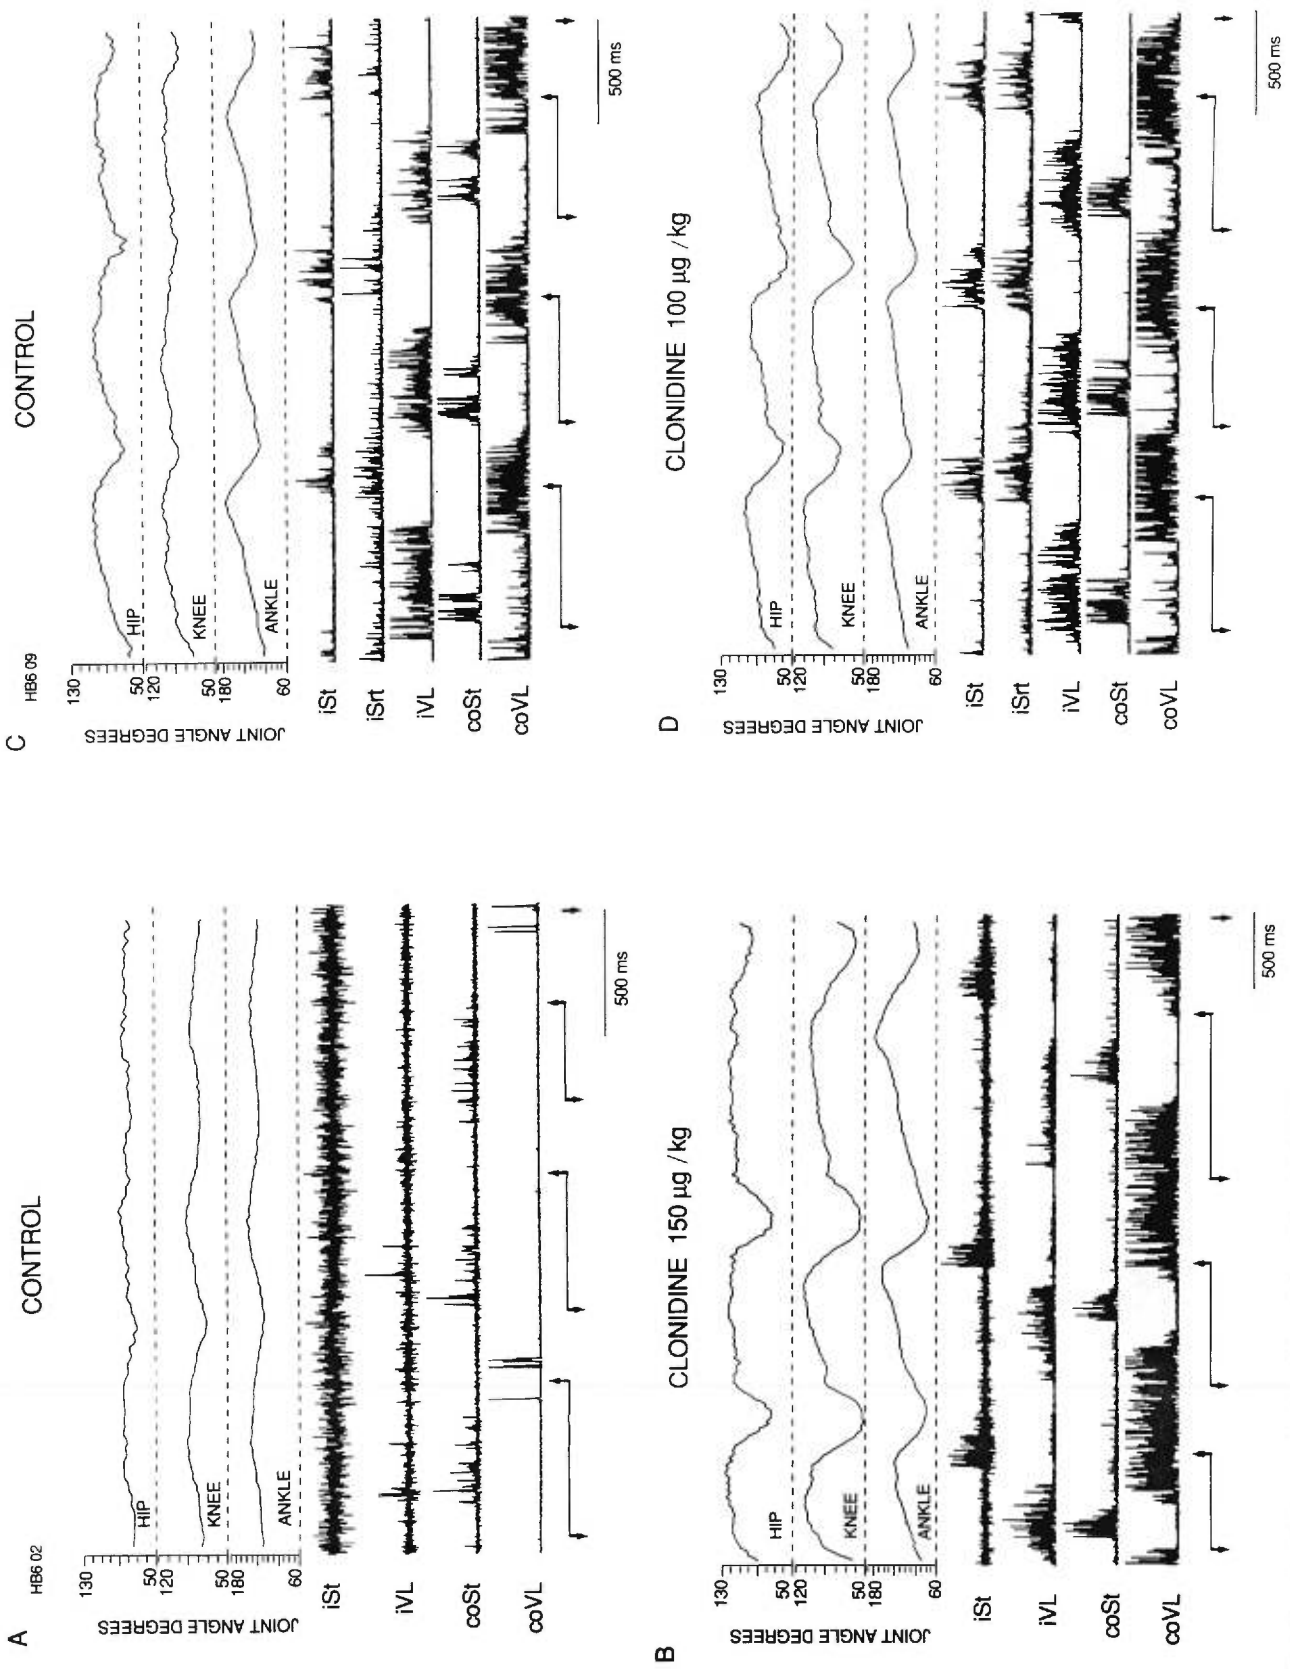 A
HB6 02
CONTROL
JOINT ANGLE DEGREES
130
50
120
50
180
60
HIP
KNEE
ANKLE
iSt
iVL
coSt
coVL
500 ms
B
CLONIDINE 150 µg /kg
JOINT ANGLE DEGREES
130
50
120
50
180
60
HIP
KNEE
ANKLE
iSt
iVL
coSt
coVL
500 ms
C
HB6 09
CONTROL
JOINT ANGLE DEGREES
130
50
120
50
180
60
HIP
KNEE
ANKLE
iSt
iSrt
iVL
coSt
coVL
500 ms
D
CLONIDINE 100 µg /kg
JOINT ANGLE DEGREES
130
50
120
50
180
60
HIP
KNEE
ANKLE
iSt
iSrt
iVL
coSt
coVL
500 ms